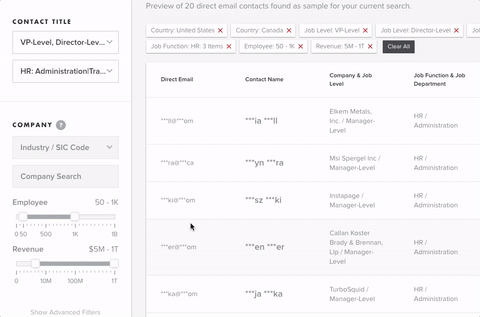 CONTACT TITLE
VP-Level, Director-Lev...
HR: Administration|Tra...
COMPANY ?
Industry / SIC Code
Company Search
Employee 50 - 1K
0 50 500 1K 1B
Revenue $5M - 1T
0 10M 100M 1T
Show Advanced Filters
Preview of 20 direct email contacts found as sample for your current search.
Country: United States × Country: Canada × Job Level: VP-Level × Job Level: Director-Level × Jo
Job Function: HR: 3 Items × Employee: 50 - 1K × Revenue: 5M - 1T × Clear All
Direct Email Contact Name Company & Job Level Job Function & Department
***ll@***om ***ia ***ll Elkem Metals, Inc. / Manager-Level HR / Administration
***ra@***ca ***yn ***ra Msi Spergel Inc / Manager-Level HR / Administration
***ki@***om ***sz ***ki Instapage / Manager-Level HR / Administration
***er@***om ***en ***er Callan Koster Brady & Brennan, Llp / Manager-Level HR / Administration
***ka@***om ***ja ***ka TurboSquid / Manager-Level HR / Administration